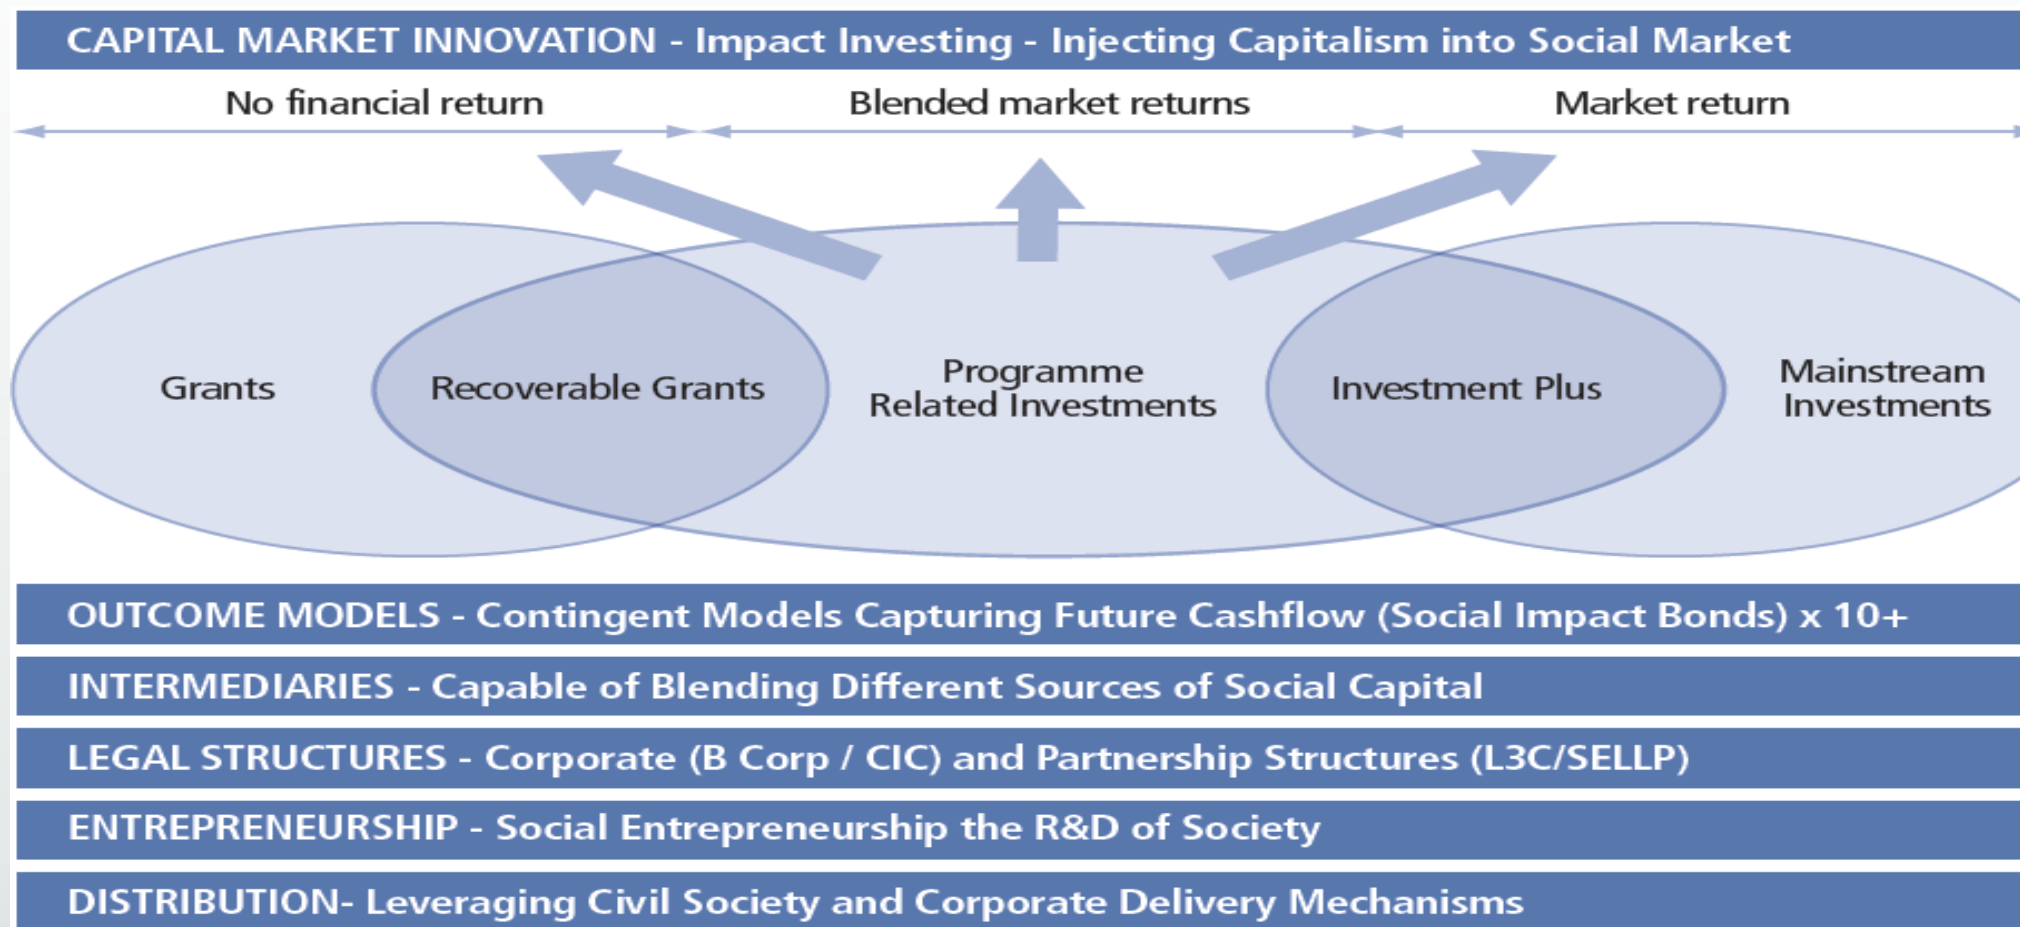 CAPITAL MARKET INNOVATION - Impact Investing - Injecting Capitalism into Social Market
No financial return
Blended market returns
Market return
Grants
Recoverable Grants
Programme
Related Investments
Investment Plus
Mainstream
Investments
OUTCOME MODELS - Contingent Models Capturing Future Cashflow (Social Impact Bonds) x 10+
INTERMEDIARIES - Capable of Blending Different Sources of Social Capital
LEGAL STRUCTURES - Corporate (B Corp / CIC) and Partnership Structures (L3C/SELLP)
ENTREPRENEURSHIP - Social Entrepreneurship the R&D of Society
DISTRIBUTION- Leveraging Civil Society and Corporate Delivery Mechanisms